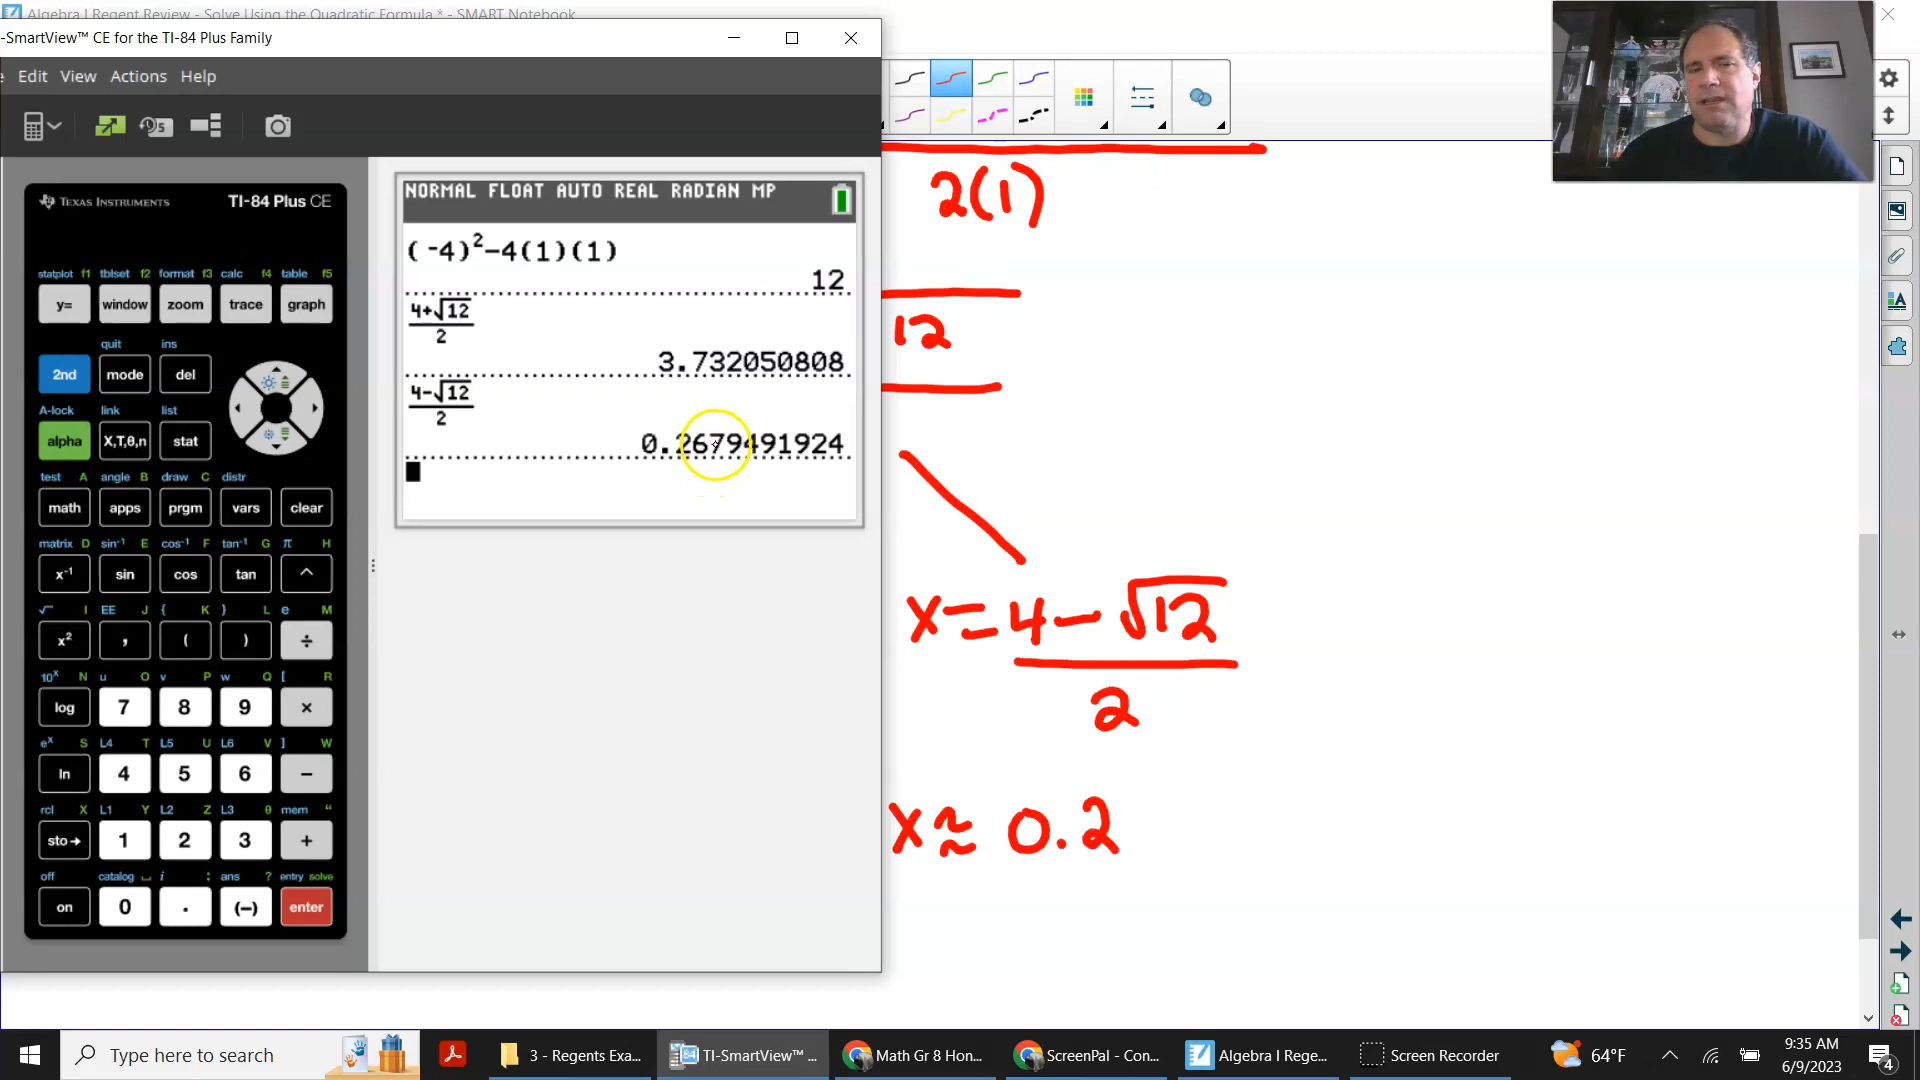 Algebra I Regent Review - Solve Using the Quadratic Formula * - SMART Notebook
-SmartView™ CE for the TI-84 Plus Family
Edit View Actions Help
TEXAS INSTRUMENTS TI-84 Plus CE
statplot f1 tblset f2 format f3 calc f4 table f5
y= window zoom trace graph
quit ins
2nd mode del
A-lock link list
alpha X,T,θ,n stat
test A angle B draw C distr
math apps prgm vars clear
matrix D sin⁻¹ E cos⁻¹ F tan⁻¹ G π H
x⁻¹ sin cos tan ^
√ I EE J { K } L e M
x² , ( ) ÷
10ˣ N u O v P w Q [ R
log 7 8 9 ×
eˣ S L4 T L5 U L6 V ] W
ln 4 5 6 −
rcl X L1 Y L2 Z L3 θ mem “
sto→ 1 2 3 +
off catalog i : ans ? entry solve
on 0 . (−) enter
NORMAL FLOAT AUTO REAL RADIAN MP
(-4)²-4(1)(1)
12
4+√12
2
3.732050808
4-√12
2
0.2679491924
2(1)
12
x = 4 - √12
2
x ≈ 0.2
Type here to search
3 - Regents Exa...
TI-SmartView™ ...
Math Gr 8 Hon...
ScreenPal - Con...
Algebra I Rege...
Screen Recorder
64°F
9:35 AM
6/9/2023
4